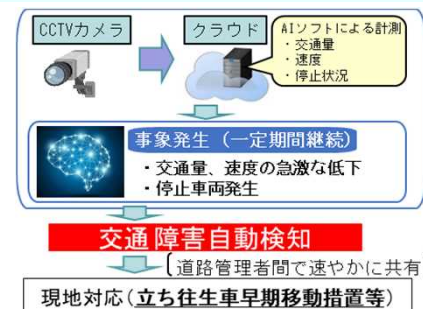 CCTVカメラ
クラウド
AIソフトによる計測
・交通量
・速度
・停止状況
事象発生（一定期間継続）
・交通量、速度の急激な低下
・停止車両発生
交通障害自動検知
道路管理者間で速やかに共有
現地対応（立ち往生車早期移動措置等）